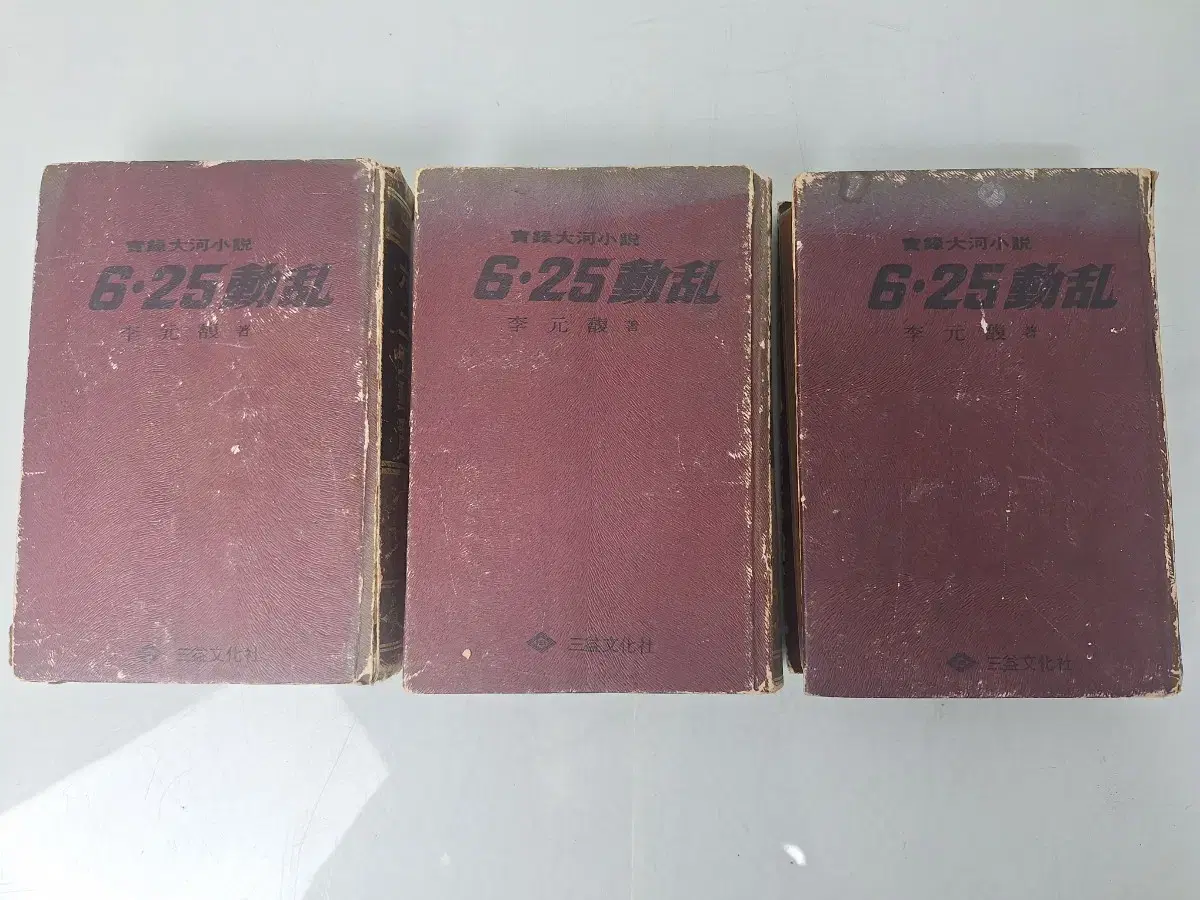 實錄大河小説
6·25動乱
李元馥 著
三益文化社
實錄大河小説
6·25動乱
李元馥 著
三益文化社
實錄大河小説
6·25動乱
李元馥 著
三益文化社